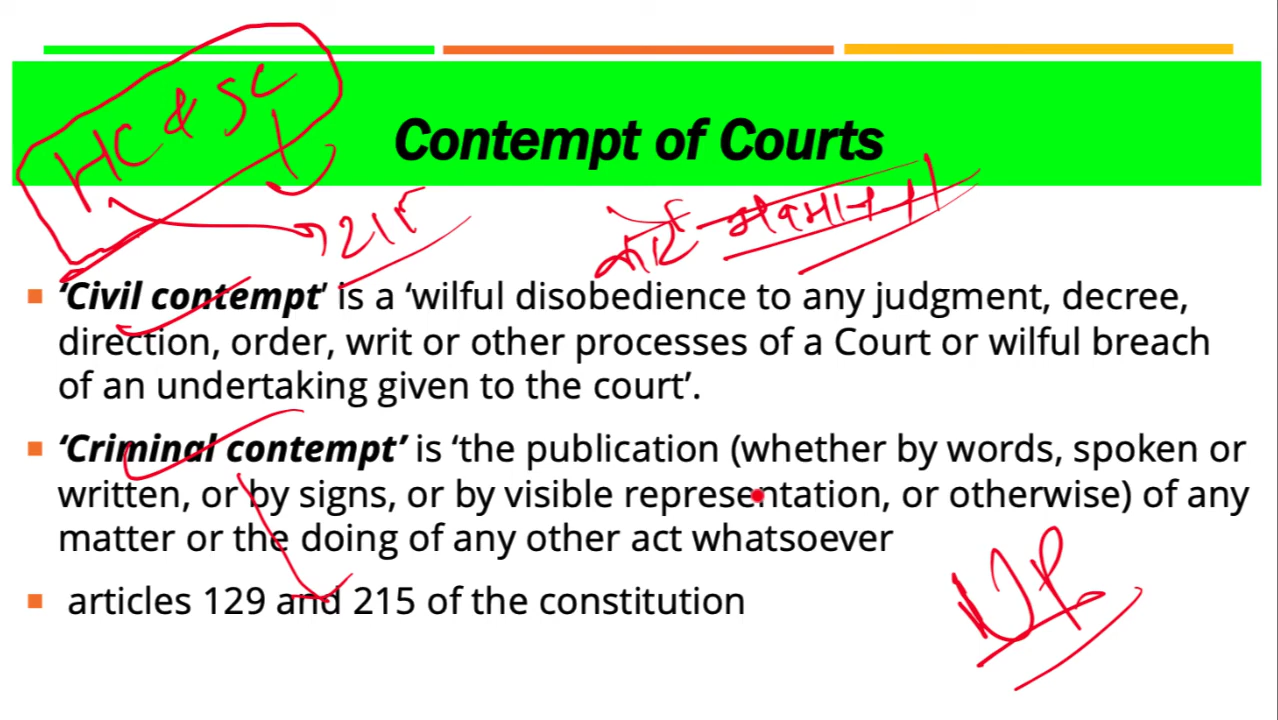 HC & SC
Contempt of Courts
215
कोर्ट
‘Civil contempt’ is a ‘wilful disobedience to any judgment, decree,
direction, order, writ or other processes of a Court or wilful breach
of an undertaking given to the court’.
‘Criminal contempt’ is ‘the publication (whether by words, spoken or
written, or by signs, or by visible representation, or otherwise) of any
matter or the doing of any other act whatsoever
articles 129 and 215 of the constitution